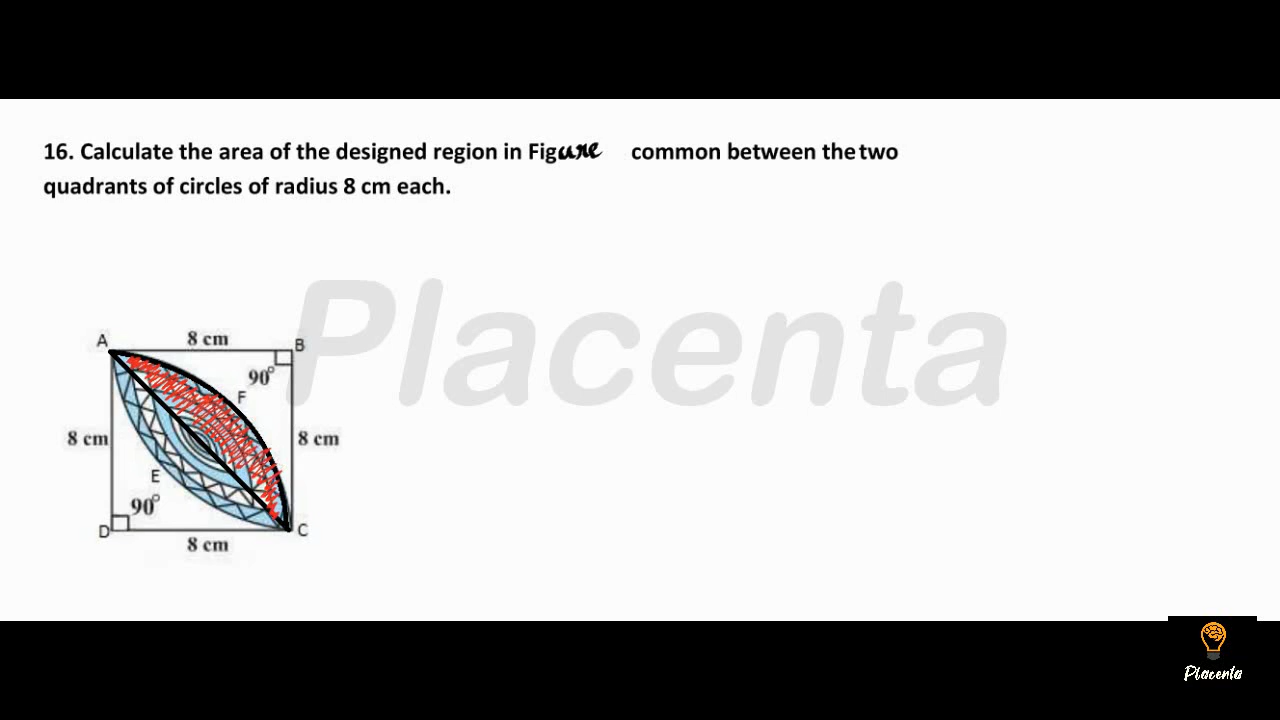 16. Calculate the area of the designed region in Figure common between the two
quadrants of circles of radius 8 cm each.
Placenta
A
8 cm
B
90°
F
8 cm
8 cm
E
90°
D
C
8 cm
Placenta